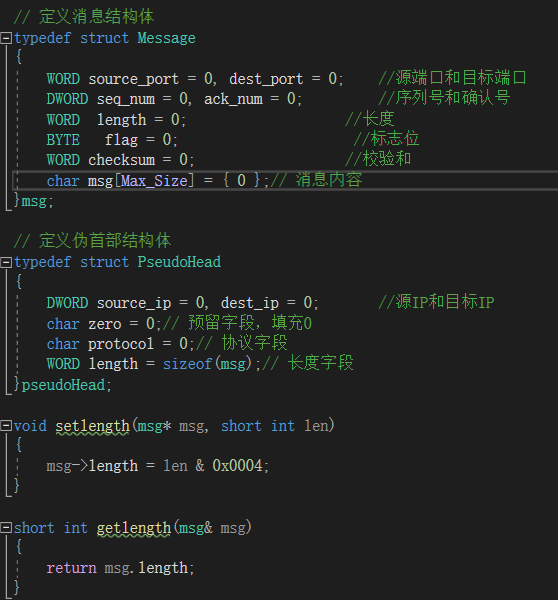 // 定义消息结构体
typedef struct Message
{
WORD source_port = 0, dest_port = 0; //源端口和目标端口
DWORD seq_num = 0, ack_num = 0; //序列号和确认号
WORD length = 0; //长度
BYTE flag = 0; //标志位
WORD checksum = 0; //校验和
char msg[Max_Size] = { 0 };// 消息内容
}msg;
// 定义伪首部结构体
typedef struct PseudoHead
{
DWORD source_ip = 0, dest_ip = 0; //源IP和目标IP
char zero = 0;// 预留字段，填充0
char protocol = 0;// 协议字段
WORD length = sizeof(msg);// 长度字段
}pseudoHead;
void setlength(msg* msg, short int len)
{
msg->length = len & 0x0004;
}
short int getlength(msg& msg)
{
return msg.length;
}